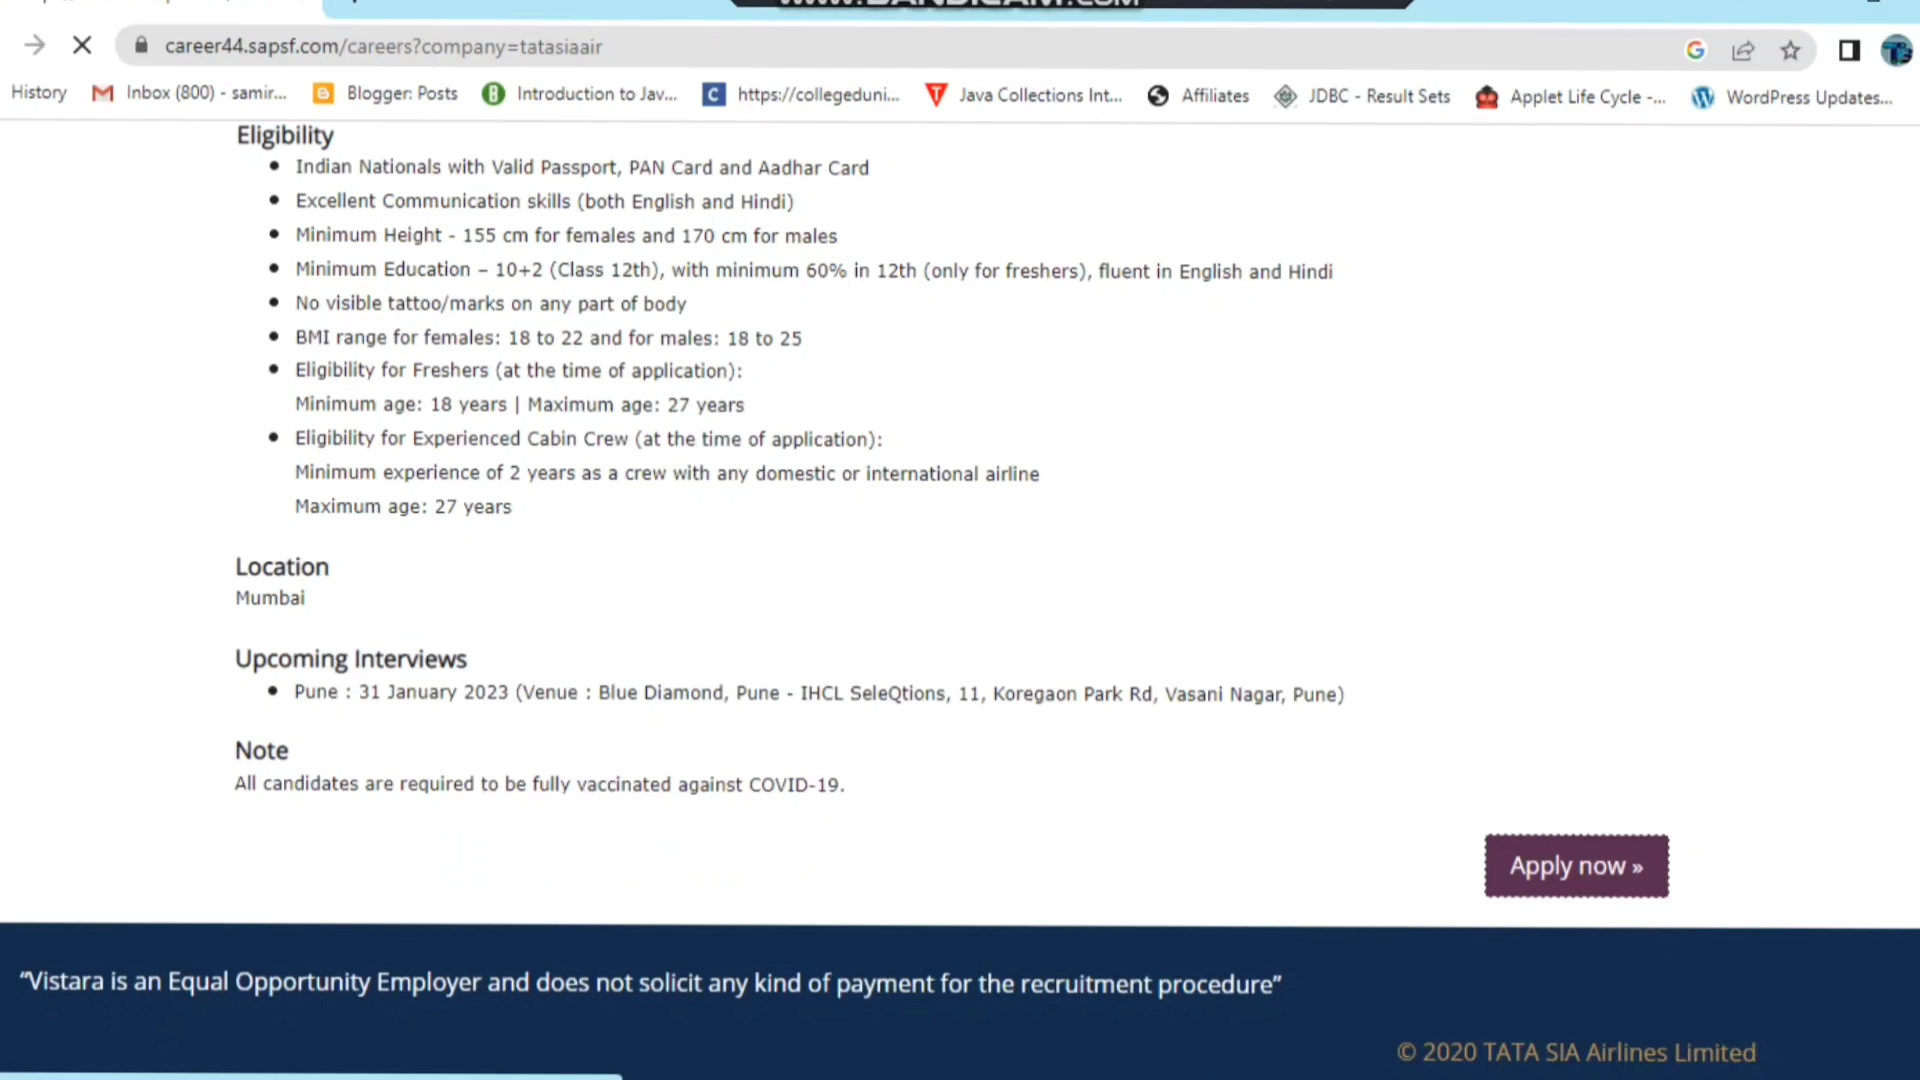 www.BANDICAM.com
career44.sapsf.com/careers?company=tatasiaair
History Inbox (800) - samir... Blogger: Posts Introduction to Jav... https://collegeduni... Java Collections Int... Affiliates JDBC - Result Sets Applet Life Cycle -... WordPress Updates...
Eligibility
Indian Nationals with Valid Passport, PAN Card and Aadhar Card
Excellent Communication skills (both English and Hindi)
Minimum Height - 155 cm for females and 170 cm for males
Minimum Education – 10+2 (Class 12th), with minimum 60% in 12th (only for freshers), fluent in English and Hindi
No visible tattoo/marks on any part of body
BMI range for females: 18 to 22 and for males: 18 to 25
Eligibility for Freshers (at the time of application):
Minimum age: 18 years | Maximum age: 27 years
Eligibility for Experienced Cabin Crew (at the time of application):
Minimum experience of 2 years as a crew with any domestic or international airline
Maximum age: 27 years
Location
Mumbai
Upcoming Interviews
Pune : 31 January 2023 (Venue : Blue Diamond, Pune - IHCL SeleQtions, 11, Koregaon Park Rd, Vasani Nagar, Pune)
Note
All candidates are required to be fully vaccinated against COVID-19.
Apply now »
“Vistara is an Equal Opportunity Employer and does not solicit any kind of payment for the recruitment procedure”
© 2020 TATA SIA Airlines Limited